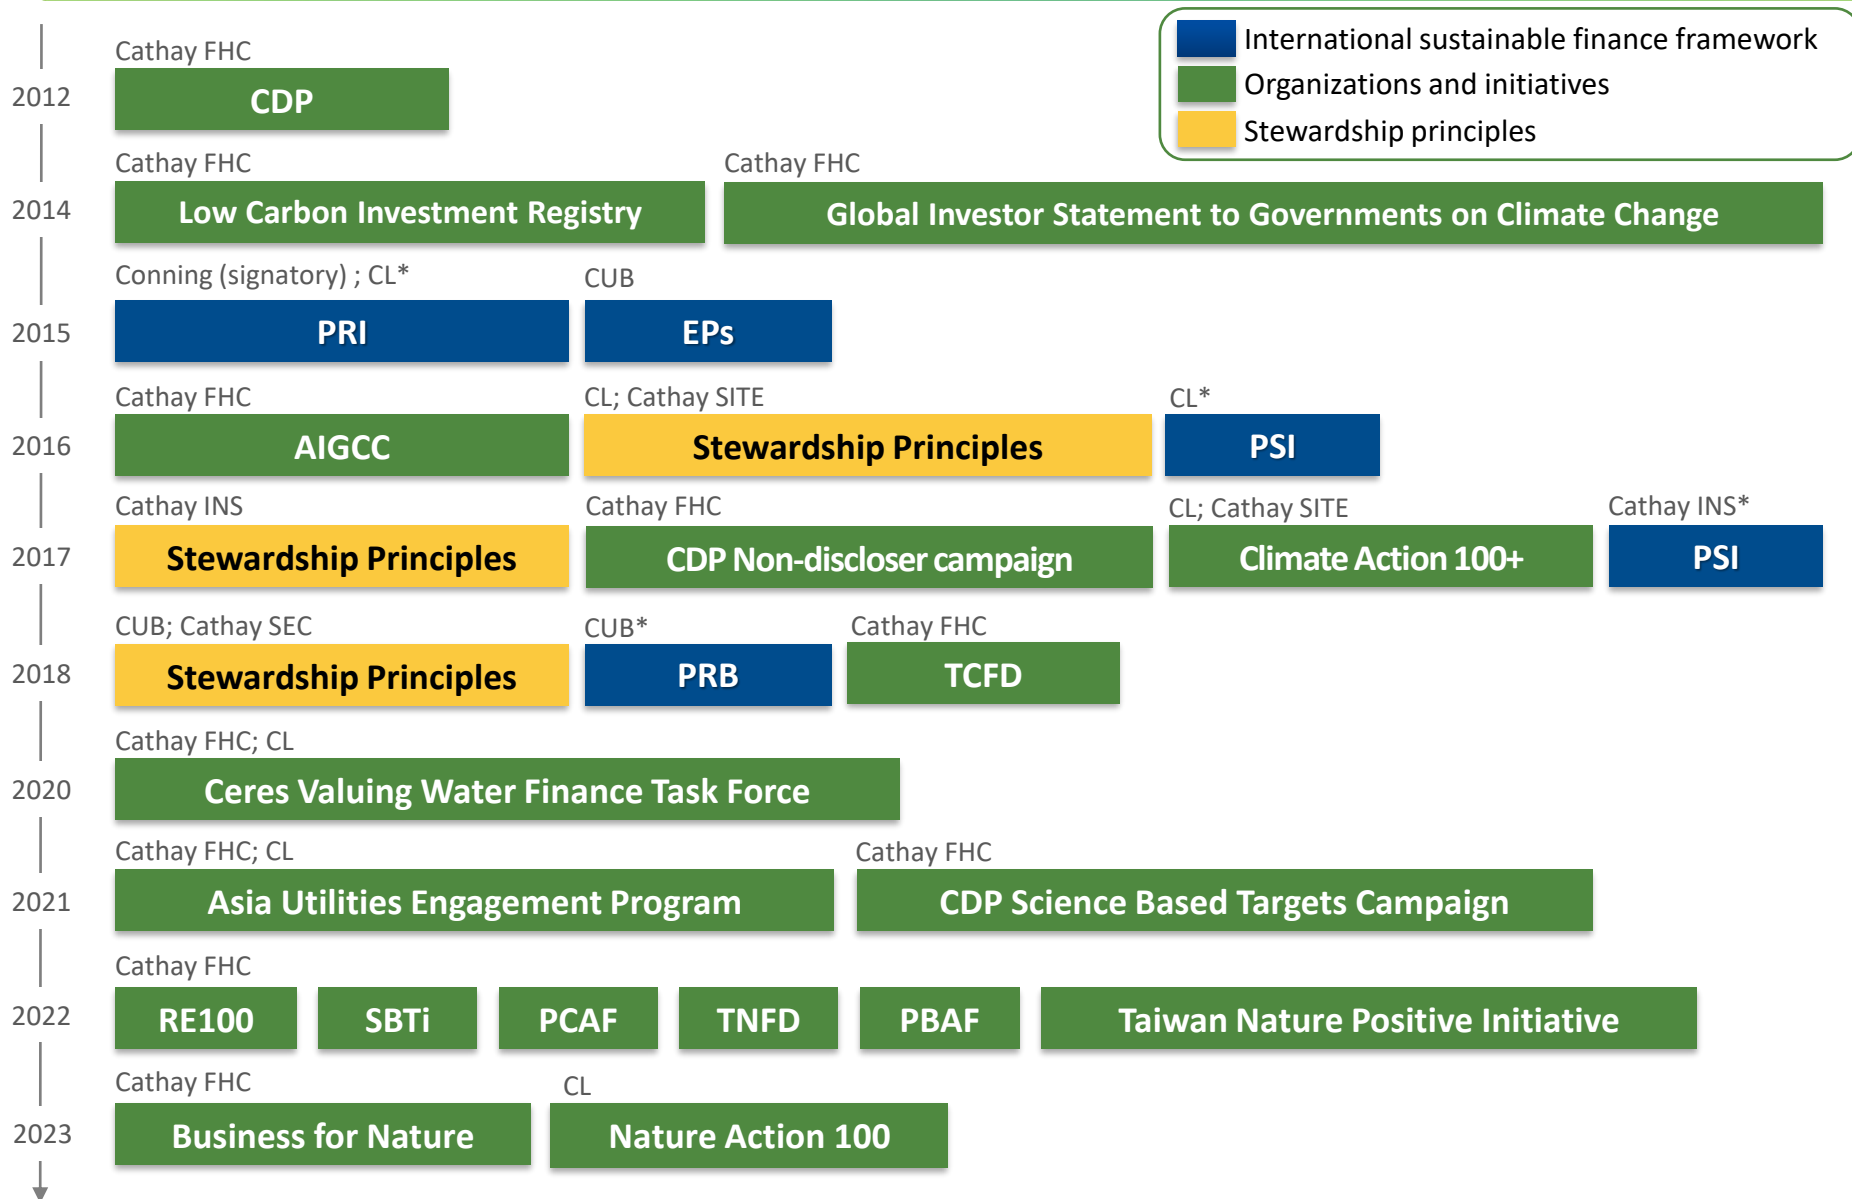 International sustainable finance framework
Organizations and initiatives
Stewardship principles
2012
Cathay FHC
CDP
2014
Cathay FHC
Low Carbon Investment Registry
Cathay FHC
Global Investor Statement to Governments on Climate Change
2015
Conning (signatory) ; CL*
PRI
CUB
EPs
2016
Cathay FHC
AIGCC
CL; Cathay SITE
Stewardship Principles
CL*
PSI
2017
Cathay INS
Stewardship Principles
Cathay FHC
CDP Non-discloser campaign
CL; Cathay SITE
Climate Action 100+
Cathay INS*
PSI
2018
CUB; Cathay SEC
Stewardship Principles
CUB*
PRB
Cathay FHC
TCFD
2020
Cathay FHC; CL
Ceres Valuing Water Finance Task Force
2021
Cathay FHC; CL
Asia Utilities Engagement Program
Cathay FHC
CDP Science Based Targets Campaign
2022
Cathay FHC
RE100
SBTi
PCAF
TNFD
PBAF
Taiwan Nature Positive Initiative
2023
Cathay FHC
Business for Nature
CL
Nature Action 100